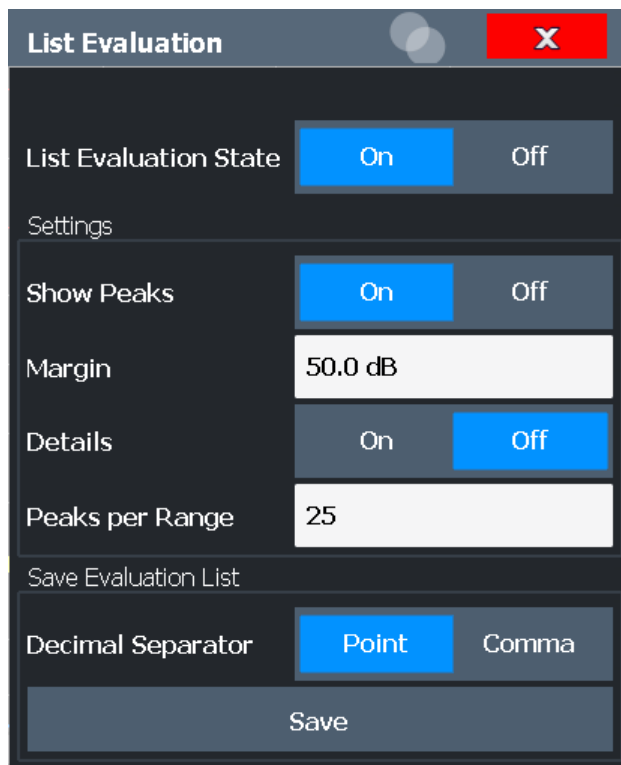 List Evaluation X
List Evaluation State On Off
Settings
Show Peaks On Off
Margin 50.0 dB
Details On Off
Peaks per Range 25
Save Evaluation List
Decimal Separator Point Comma
Save